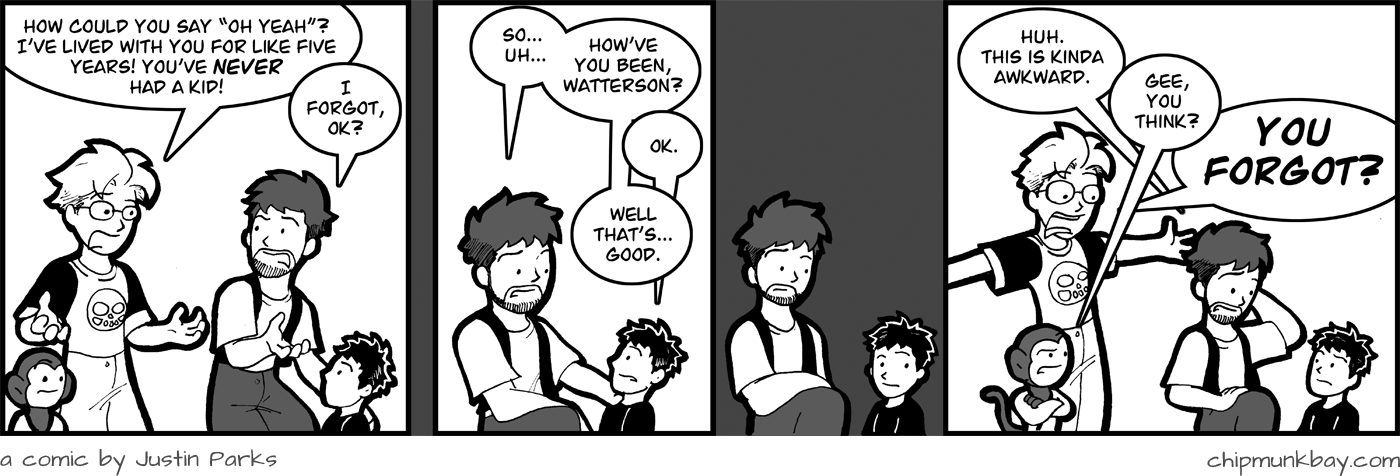 HOW COULD YOU SAY "OH YEAH"?
I'VE LIVED WITH YOU FOR LIKE FIVE
YEARS! YOU'VE NEVER
HAD A KID!
I
FORGOT,
OK?
SO...
UH...
HOW'VE
YOU BEEN,
WATTERSON?
OK.
WELL
THAT'S...
GOOD.
HUH.
THIS IS KINDA
AWKWARD.
GEE,
YOU
THINK?
YOU
FORGOT?
a comic by Justin Parks
chipmunkbay.com